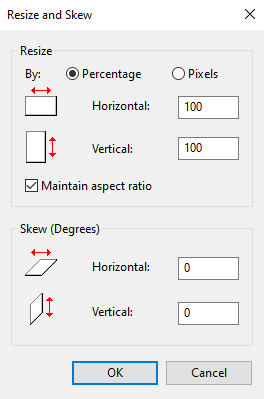 Resize and Skew
Resize
By: Percentage Pixels
Horizontal: 100
Vertical: 100
Maintain aspect ratio
Skew (Degrees)
Horizontal: 0
Vertical: 0
OK Cancel